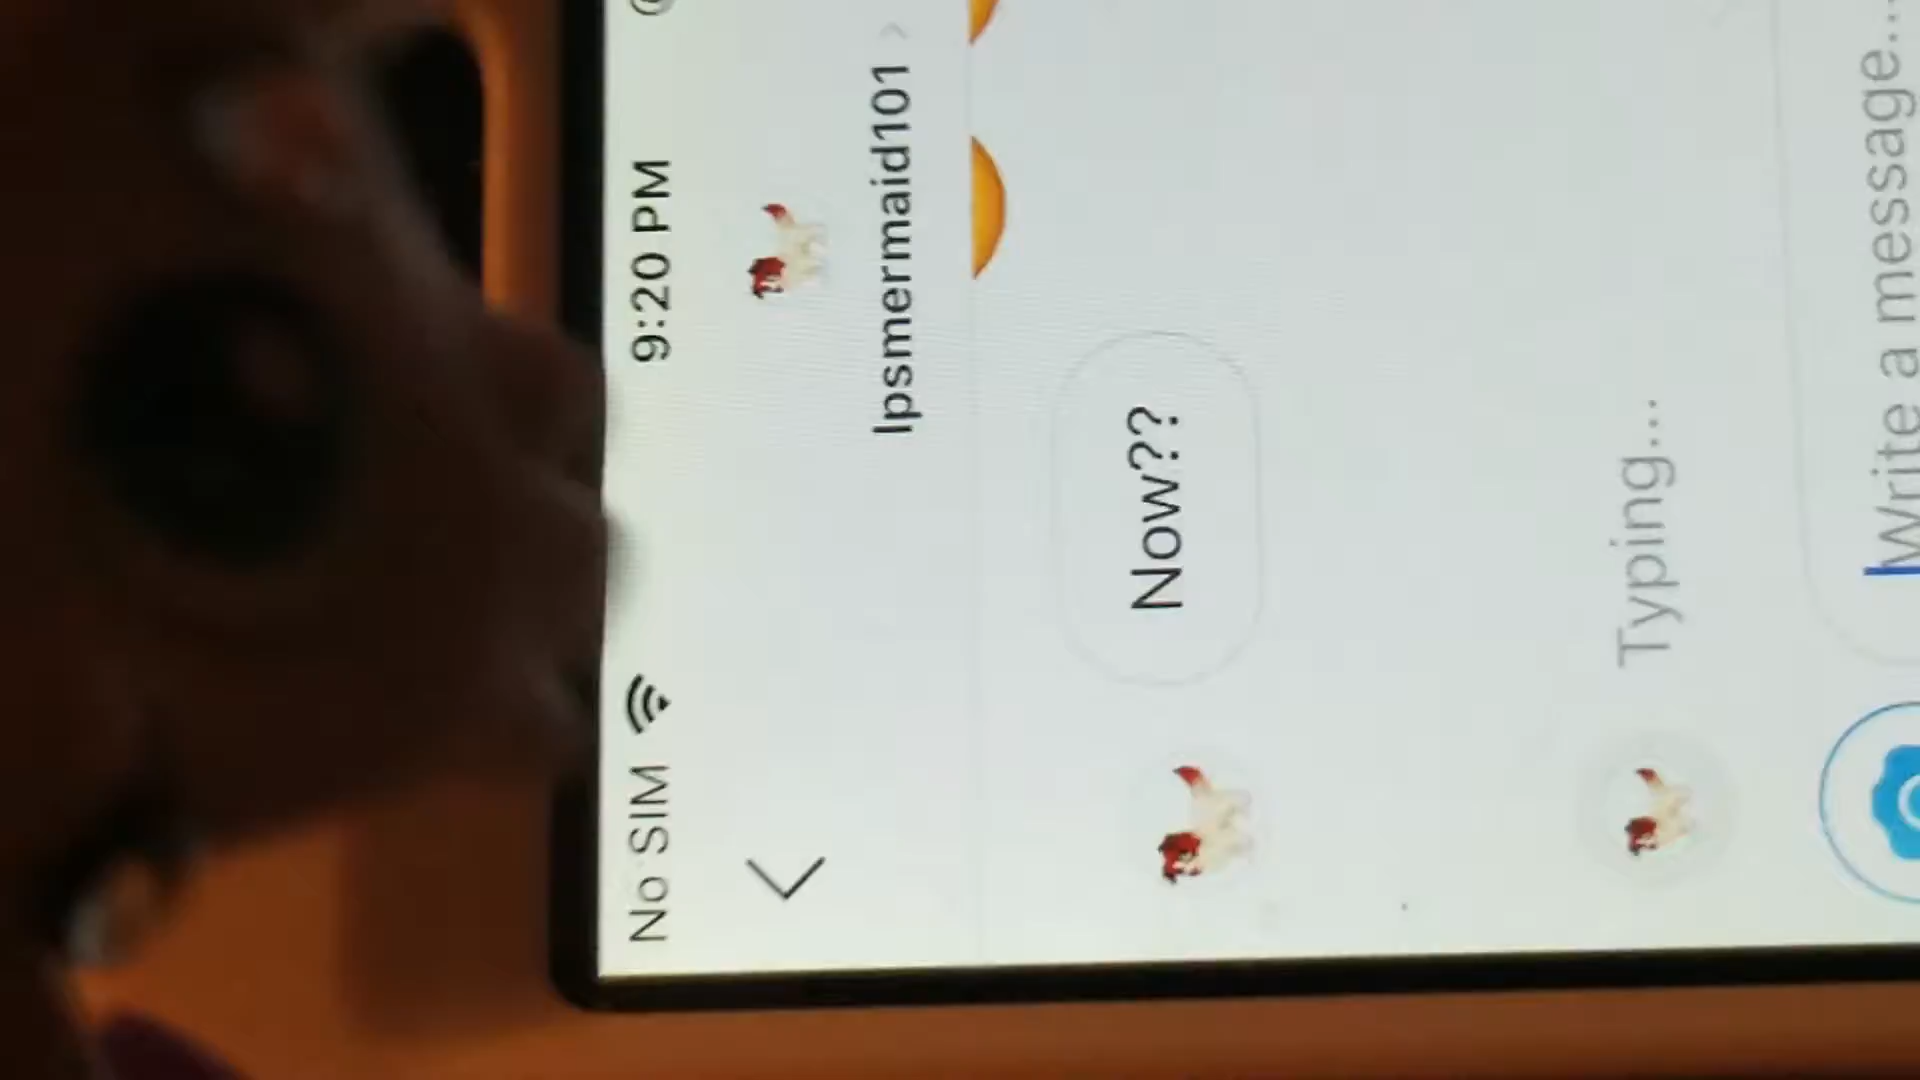 No SIM 9:20 PM
lpsmermaid101 >
Now??
Typing...
Write a message...